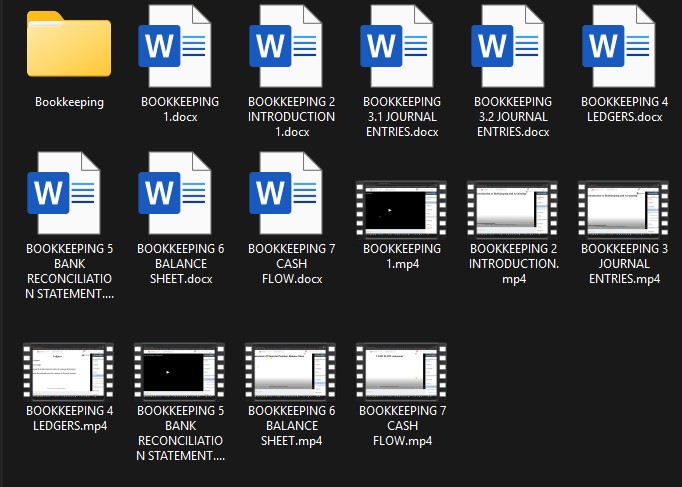 Bookkeeping
BOOKKEEPING
1.docx
BOOKKEEPING 2
INTRODUCTION
1.docx
BOOKKEEPING
3.1 JOURNAL
ENTRIES.docx
BOOKKEEPING
3.2 JOURNAL
ENTRIES.docx
BOOKKEEPING 4
LEDGERS.docx
BOOKKEEPING 5
BANK
RECONCILIATIO
N STATEMENT....
BOOKKEEPING 6
BALANCE
SHEET.docx
BOOKKEEPING 7
CASH
FLOW.docx
BOOKKEEPING
1.mp4
BOOKKEEPING 2
INTRODUCTION.
mp4
BOOKKEEPING 3
JOURNAL
ENTRIES.mp4
BOOKKEEPING 4
LEDGERS.mp4
BOOKKEEPING 5
BANK
RECONCILIATIO
N STATEMENT....
BOOKKEEPING 6
BALANCE
SHEET.mp4
BOOKKEEPING 7
CASH
FLOW.mp4